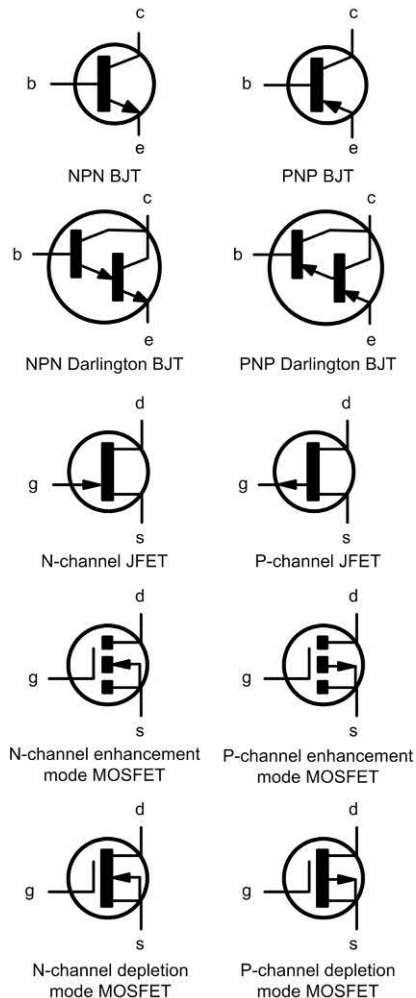 c c
b b
e e
NPN BJT PNP BJT
c c
b b
e e
NPN Darlington BJT PNP Darlington BJT
d d
g g
s s
N-channel JFET P-channel JFET
d d
g g
s s
N-channel enhancement P-channel enhancement
mode MOSFET mode MOSFET
d d
g g
s s
N-channel depletion P-channel depletion
mode MOSFET mode MOSFET